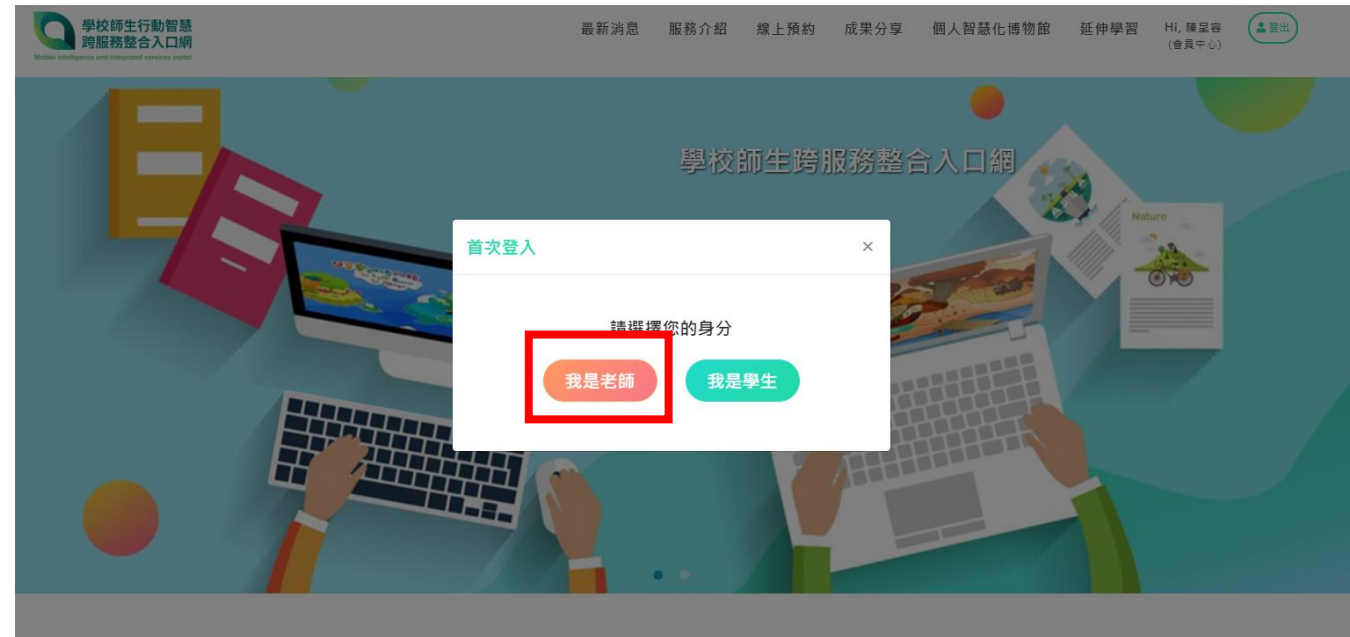 學校師生行動智慧
跨服務整合入口網
Mobile intelligence and integrated services portal
最新消息 服務介紹 線上預約 成果分享 個人智慧化博物館 延伸學習 Hi, 陳呈容 登出
(會員中心)
學校師生跨服務整合入口網
Nature
首次登入 ×
請選擇您的身分
我是老師 我是學生